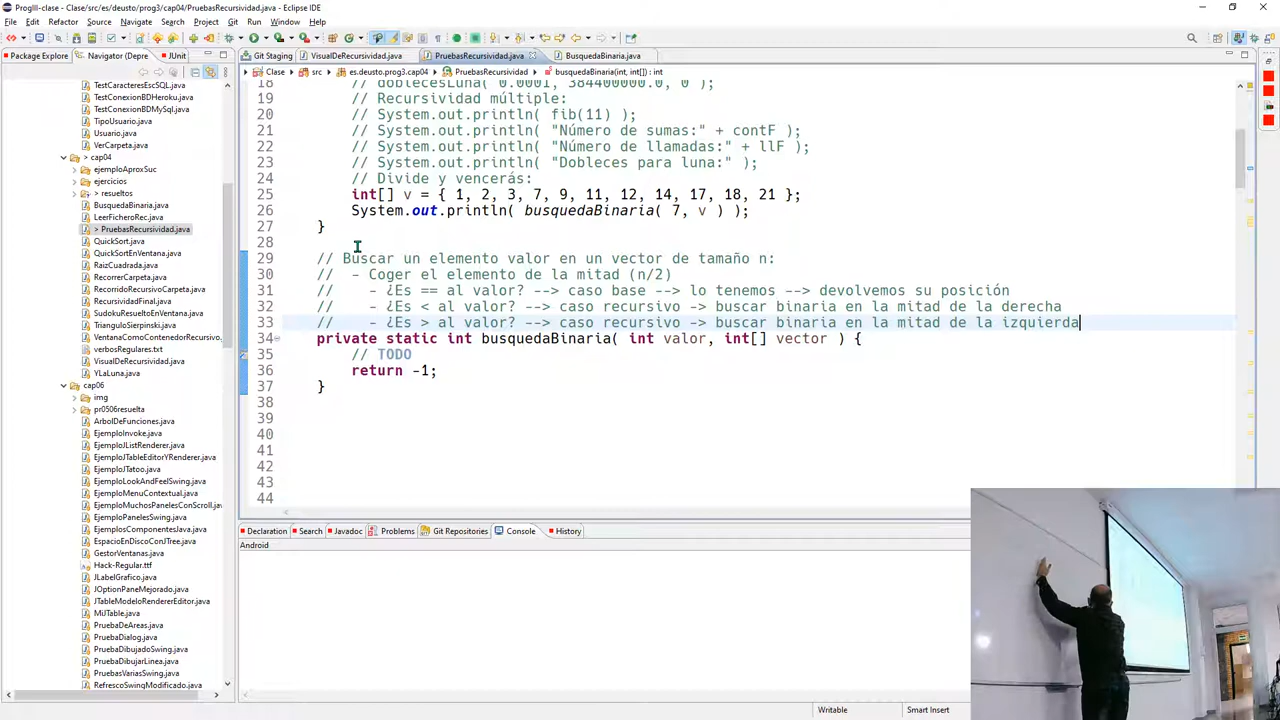 ProgIII-clase - Clase/src/es/deusto/prog3/cap04/PruebasRecursividad.java - Eclipse IDE
File Edit Refactor Source Navigate Search Project Git Run Window Help
Package Explore
Navigator (Depre
JUnit
TestCaracteresEscSQL.java
TestConexionBDHeroku.java
TestConexionBDMySql.java
TipoUsuario.java
Usuario.java
VerCarpeta.java
> cap04
ejemploAproxSuc
ejercicios
> resueltos
BusquedaBinaria.java
LeerFicheroRec.java
> PruebasRecursividad.java
QuickSort.java
QuickSortEnVentana.java
RaizCuadrada.java
RecorrerCarpeta.java
RecorridoRecursivoCarpeta.java
RecursividadFinal.java
SudokuResueltoEnVentana.java
TrianguloSierpinski.java
VentanaComoContenedorRecursivo.
verbosRegulares.txt
VisualDeRecursividad.java
YLaLuna.java
cap06
img
pr0506resuelta
ArbolDeFunciones.java
EjemploInvoke.java
EjemploJListRenderer.java
EjemploJTableEditorYRenderer.java
EjemploJTatoo.java
EjemploLookAndFeelSwing.java
EjemploMenuContextual.java
EjemploMuchosPanelesConScroll.java
EjemploPanelesSwing.java
EjemplosComponentesJava.java
EspacioEnDiscoConJTree.java
GestorVentanas.java
Hack-Regular.ttf
JLabelGrafico.java
JOptionPaneMejorado.java
JTableModeloRendererEditor.java
MiJTable.java
PruebaDeAreas.java
PruebaDialog.java
PruebaDibujadoSwing.java
PruebaDibujarLinea.java
PruebasVariasSwing.java
RefrescoSwingModificado.java
Git Staging
VisualDeRecursividad.java
PruebasRecursividad.java
BusquedaBinaria.java
Clase
src
es.deusto.prog3.cap04
PruebasRecursividad
busquedaBinaria(int, int[]) : int
18 // doblecesLuna( 0.0001, 384400000.0, 0 );
19 // Recursividad múltiple:
20 // System.out.println( fib(11) );
21 // System.out.println( "Número de sumas:" + contF );
22 // System.out.println( "Número de llamadas:" + llF );
23 // System.out.println( "Dobleces para luna:" );
24 // Divide y vencerás:
25 int[] v = { 1, 2, 3, 7, 9, 11, 12, 14, 17, 18, 21 };
26 System.out.println( busquedaBinaria( 7, v ) );
27 }
28
29 // Buscar un elemento valor en un vector de tamaño n:
30 // - Coger el elemento de la mitad (n/2)
31 // - ¿Es == al valor? --> caso base --> lo tenemos --> devolvemos su posición
32 // - ¿Es < al valor? --> caso recursivo -> buscar binaria en la mitad de la derecha
33 // - ¿Es > al valor? --> caso recursivo -> buscar binaria en la mitad de la izquierda
34 private static int busquedaBinaria( int valor, int[] vector ) {
35 // TODO
36 return -1;
37 }
38
39
40
41
42
43
44
Declaration
Search
Javadoc
Problems
Git Repositories
Console
History
Android
Writable
Smart Insert